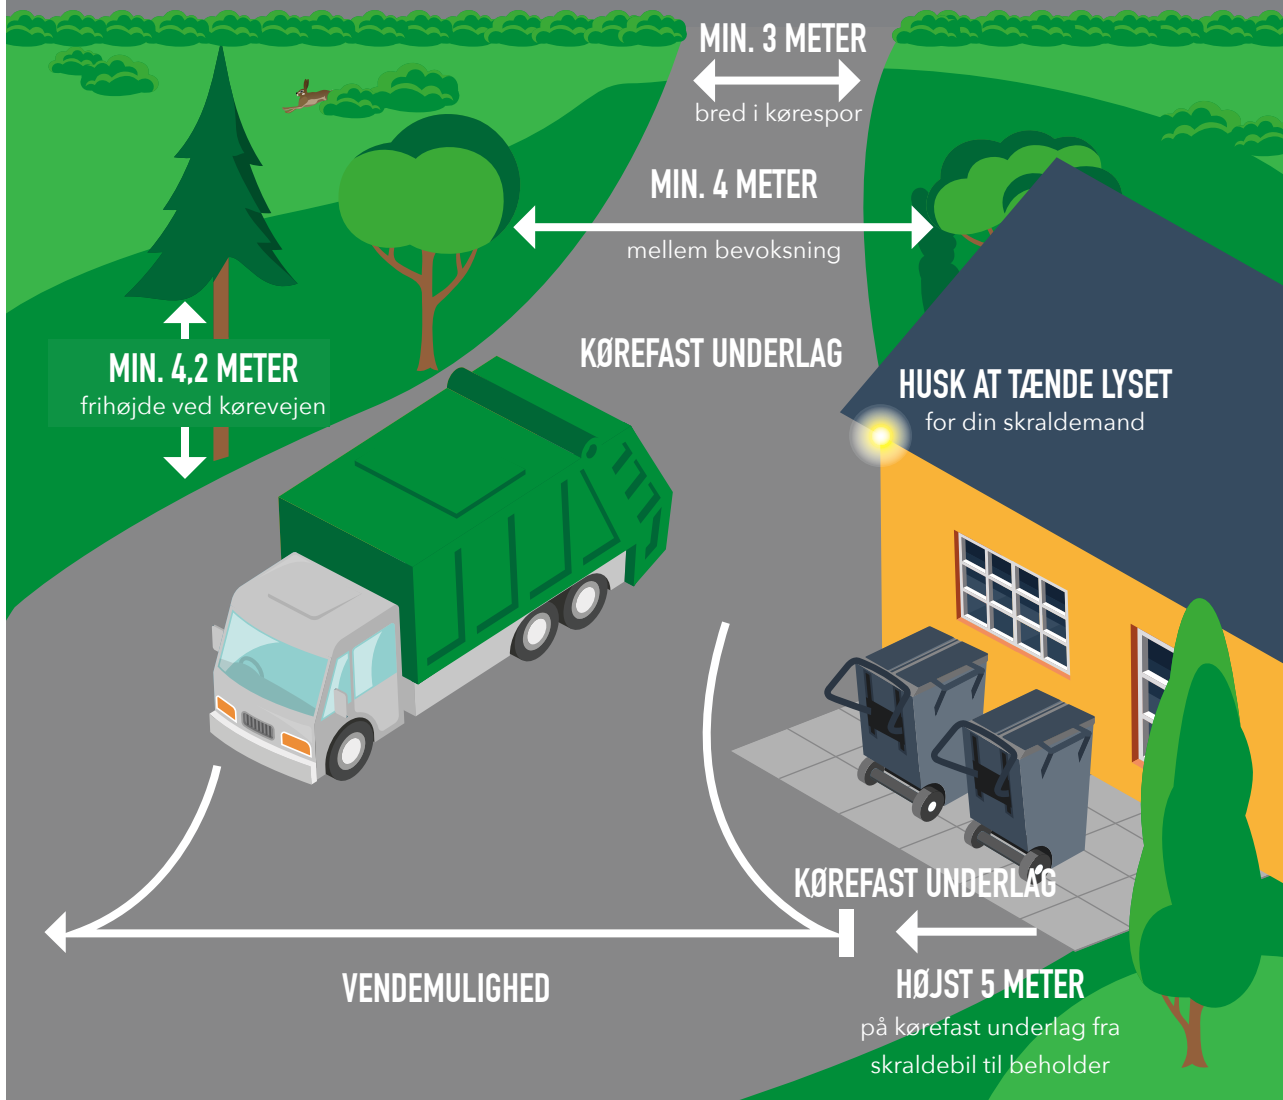 MIN. 3 METER
bred i kørespor
MIN. 4 METER
mellem bevoksning
KØREFAST UNDERLAG
MIN. 4,2 METER
frihøjde ved kørevejen
HUSK AT TÆNDE LYSET
for din skraldemand
KØREFAST UNDERLAG
VENDEMULIGHED
HØJST 5 METER
på kørefast underlag fra
skraldebil til beholder